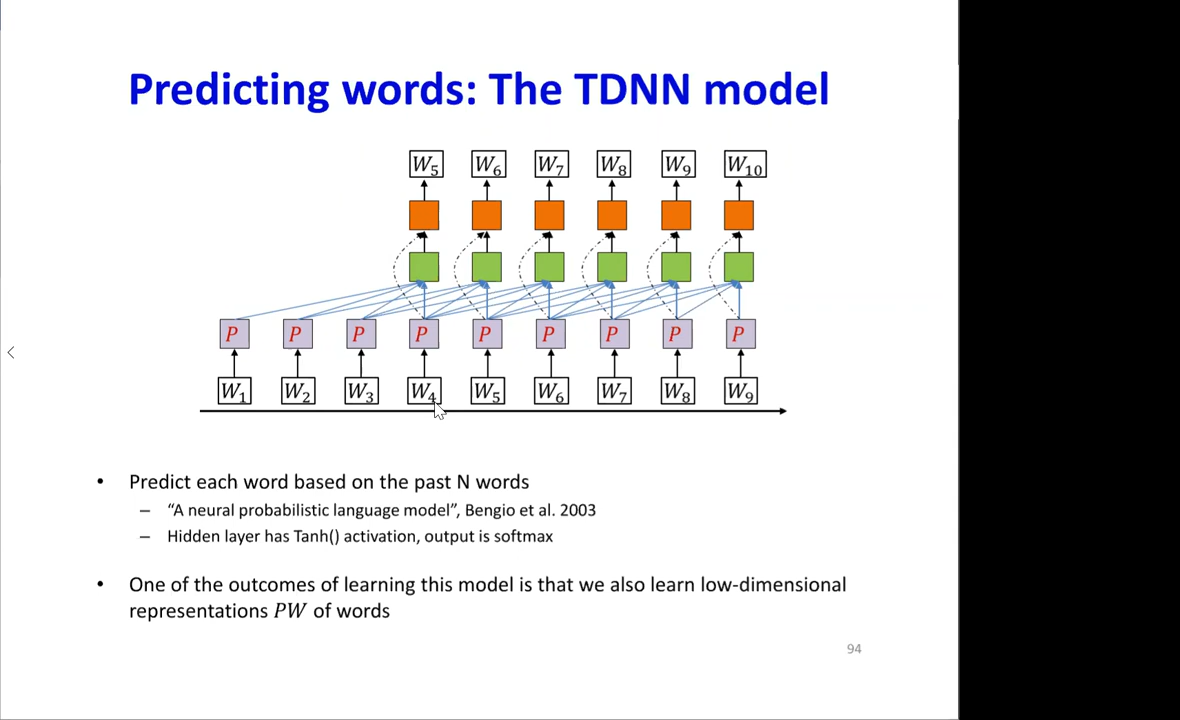 Predicting words: The TDNN model
W₅ W₆ W₇ W₈ W₉ W₁₀
P P P P P P P P P
W₁ W₂ W₃ W₄ W₅ W₆ W₇ W₈ W₉
• Predict each word based on the past N words
– “A neural probabilistic language model”, Bengio et al. 2003
– Hidden layer has Tanh() activation, output is softmax
• One of the outcomes of learning this model is that we also learn low-dimensional
representations PW of words
94